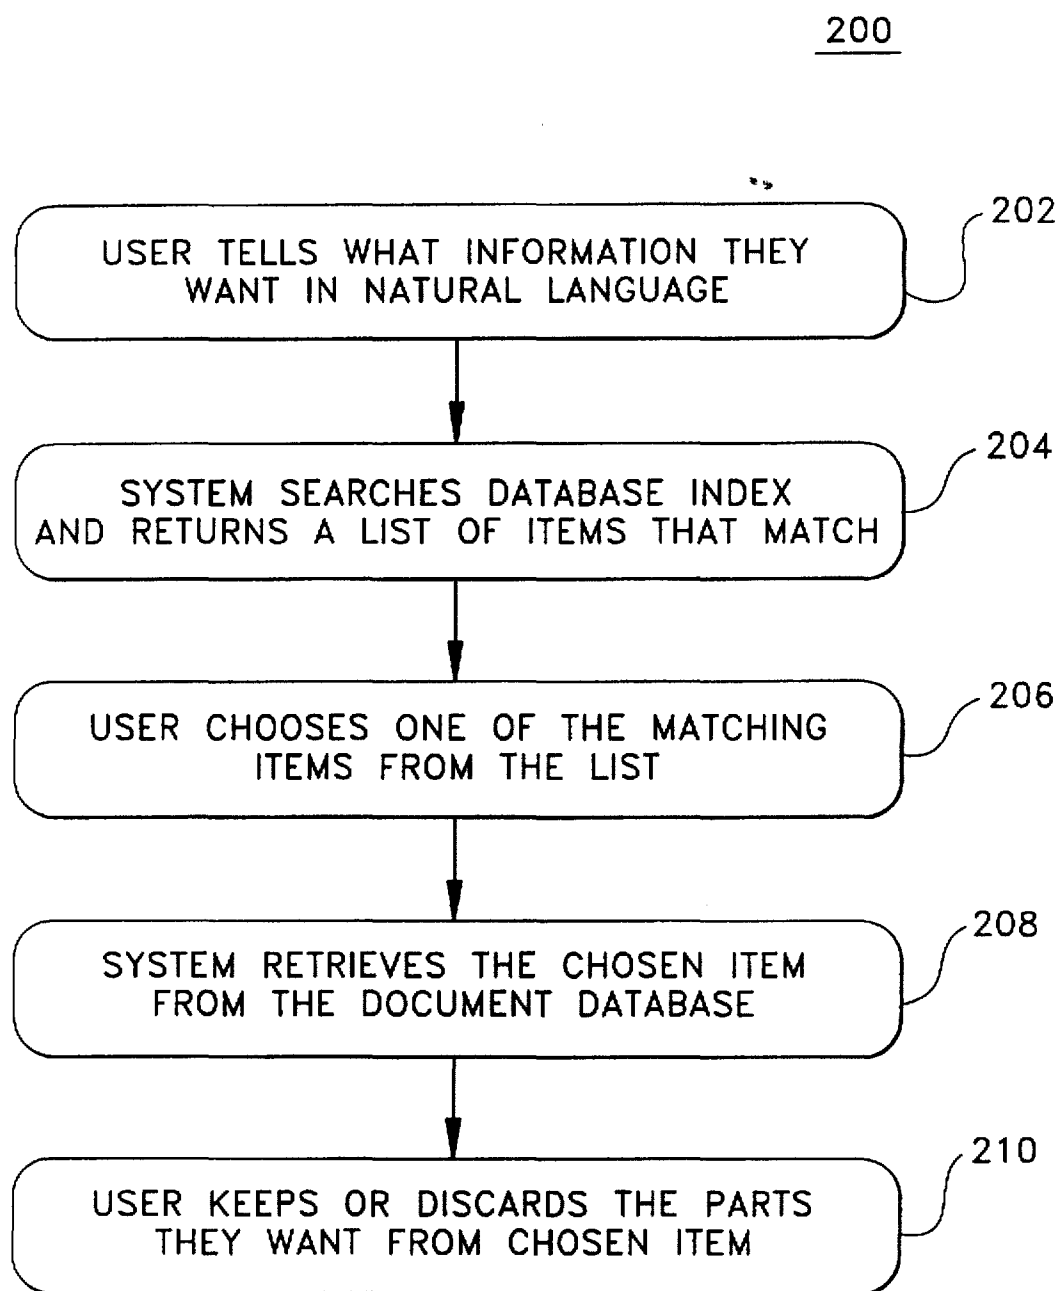 200
202
USER TELLS WHAT INFORMATION THEY
WANT IN NATURAL LANGUAGE
204
SYSTEM SEARCHES DATABASE INDEX
AND RETURNS A LIST OF ITEMS THAT MATCH
206
USER CHOOSES ONE OF THE MATCHING
ITEMS FROM THE LIST
208
SYSTEM RETRIEVES THE CHOSEN ITEM
FROM THE DOCUMENT DATABASE
210
USER KEEPS OR DISCARDS THE PARTS
THEY WANT FROM CHOSEN ITEM